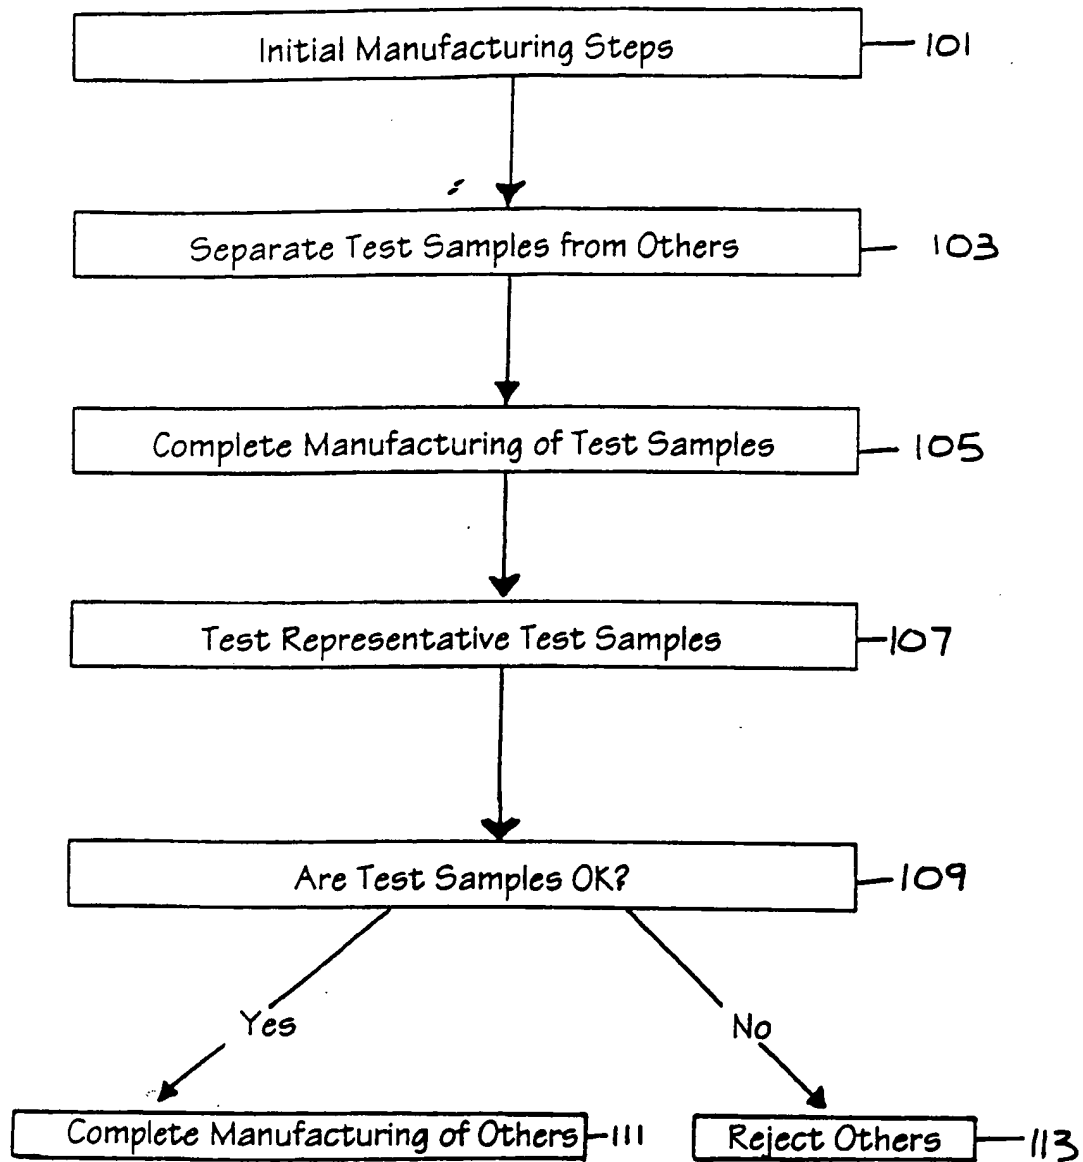 Initial Manufacturing Steps 101
Separate Test Samples from Others 103
Complete Manufacturing of Test Samples 105
Test Representative Test Samples 107
Are Test Samples OK? 109
Yes No
Complete Manufacturing of Others 111 Reject Others 113